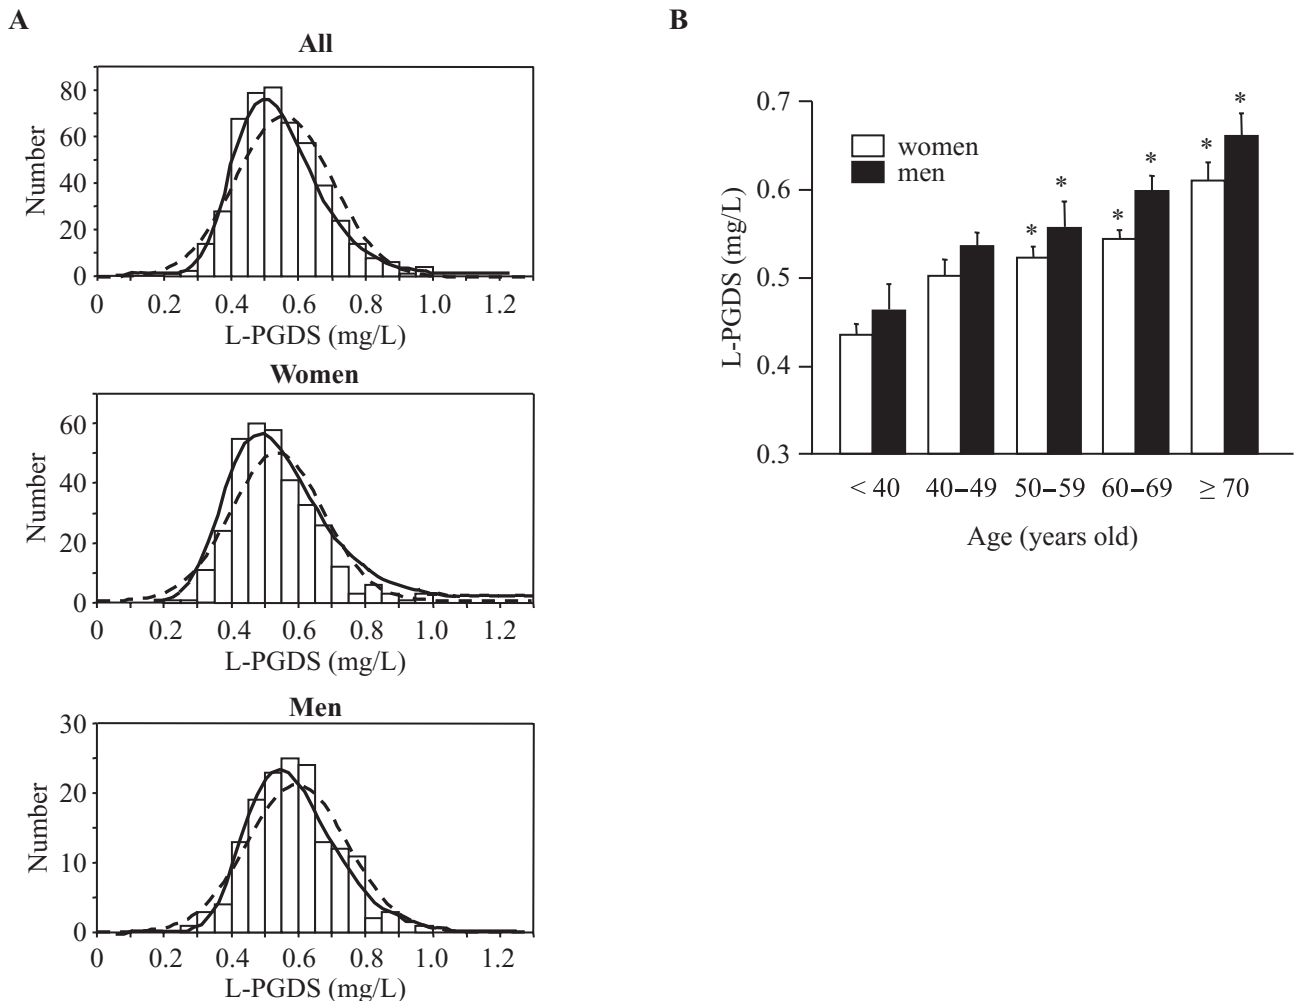 A
All
Number
80
60
40
20
0
0 0.2 0.4 0.6 0.8 1.0 1.2
L-PGDS (mg/L)
Women
Number
60
40
20
0
0 0.2 0.4 0.6 0.8 1.0 1.2
L-PGDS (mg/L)
Men
Number
30
20
10
0
0 0.2 0.4 0.6 0.8 1.0 1.2
L-PGDS (mg/L)
B
L-PGDS (mg/L)
0.7
0.6
0.5
0.4
0.3
women
men
* * * * * *
< 40 40–49 50–59 60–69 ≥ 70
Age (years old)